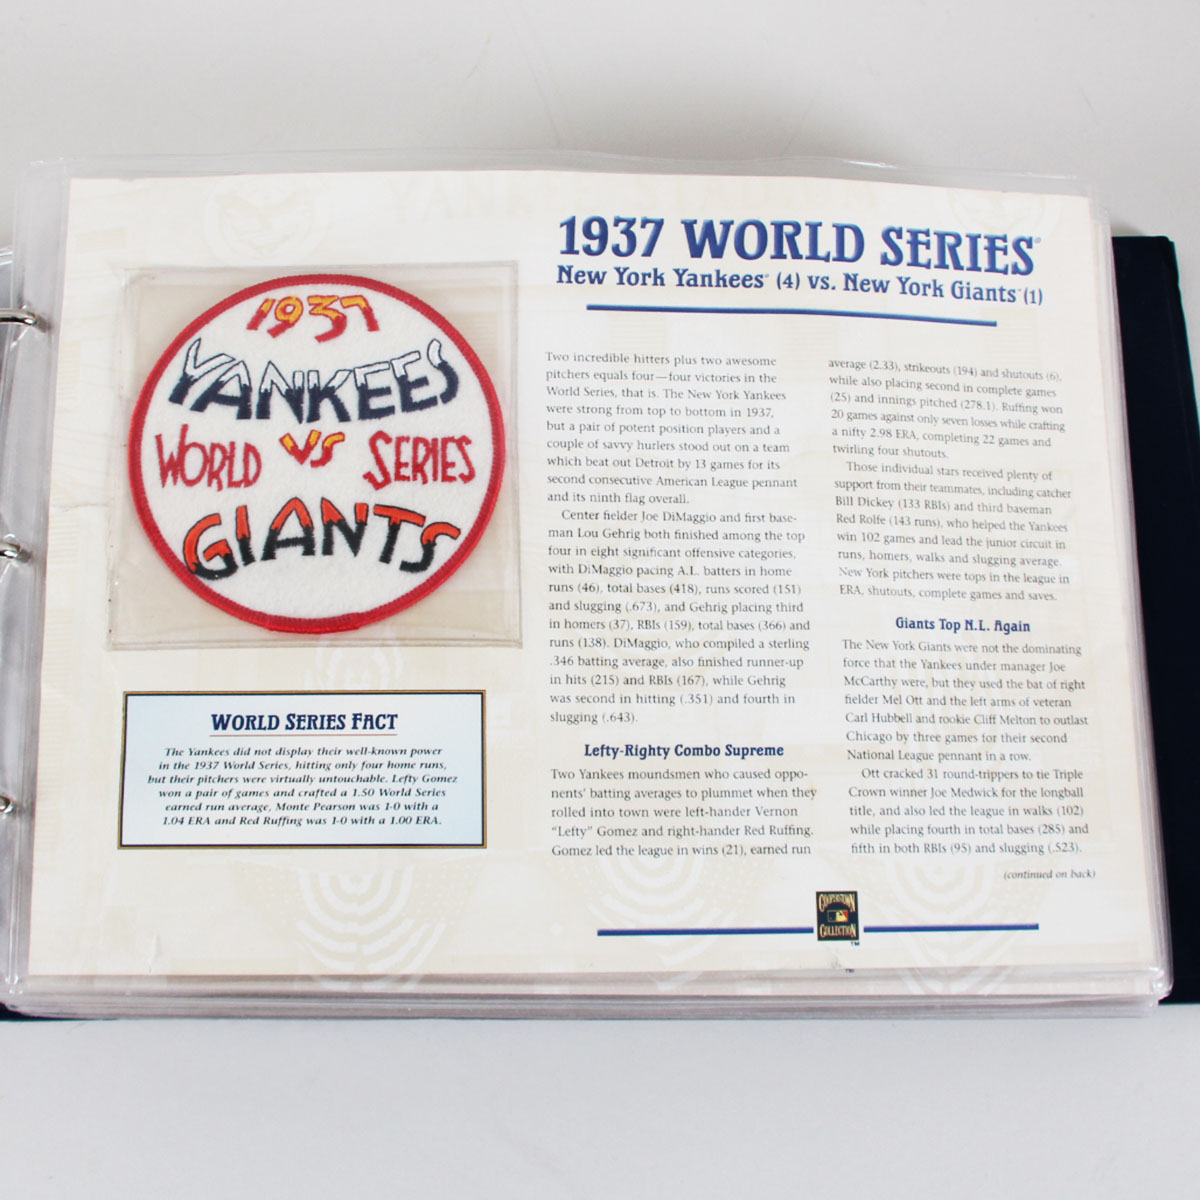 1937
YANKEES
WORLD VS SERIES
GIANTS
WORLD SERIES FACT
The Yankees did not display their well-known power
in the 1937 World Series, hitting only four home runs,
but their pitchers were virtually untouchable. Lefty Gomez
won a pair of games and crafted a 1.50 World Series
earned run average, Monte Pearson was 1-0 with a
1.04 ERA and Red Ruffing was 1-0 with a 1.00 ERA.
1937 WORLD SERIES®
New York Yankees® (4) vs. New York Giants™ (1)
Two incredible hitters plus two awesome
pitchers equals four—four victories in the
World Series, that is. The New York Yankees
were strong from top to bottom in 1937,
but a pair of potent position players and a
couple of savvy hurlers stood out on a team
which beat out Detroit by 13 games for its
second consecutive American League pennant
and its ninth flag overall.
Center fielder Joe DiMaggio and first base-
man Lou Gehrig both finished among the top
four in eight significant offensive categories,
with DiMaggio pacing A.L. batters in home
runs (46), total bases (418), runs scored (151)
and slugging (.673), and Gehrig placing third
in homers (37), RBIs (159), total bases (366) and
runs (138). DiMaggio, who compiled a sterling
.346 batting average, also finished runner-up
in hits (215) and RBIs (167), while Gehrig
was second in hitting (.351) and fourth in
slugging (.643).
Lefty-Righty Combo Supreme
Two Yankees moundsmen who caused oppo-
nents' batting averages to plummet when they
rolled into town were left-hander Vernon
"Lefty" Gomez and right-hander Red Ruffing.
Gomez led the league in wins (21), earned run
average (2.33), strikeouts (194) and shutouts (6),
while also placing second in complete games
(25) and innings pitched (278.1). Ruffing won
20 games against only seven losses while crafting
a nifty 2.98 ERA, completing 22 games and
twirling four shutouts.
Those individual stars received plenty of
support from their teammates, including catcher
Bill Dickey (133 RBIs) and third baseman
Red Rolfe (143 runs), who helped the Yankees
win 102 games and lead the junior circuit in
runs, homers, walks and slugging average.
New York pitchers were tops in the league in
ERA, shutouts, complete games and saves.
Giants Top N.L. Again
The New York Giants were not the dominating
force that the Yankees under manager Joe
McCarthy were, but they used the bat of right
fielder Mel Ott and the left arms of veteran
Carl Hubbell and rookie Cliff Melton to outlast
Chicago by three games for their second
National League pennant in a row.
Ott cracked 31 round-trippers to tie Triple
Crown winner Joe Medwick for the longball
title, and also led the league in walks (102)
while placing fourth in total bases (285) and
fifth in both RBIs (95) and slugging (.523).
(continued on back)
COOPERSTOWN
COLLECTION
™